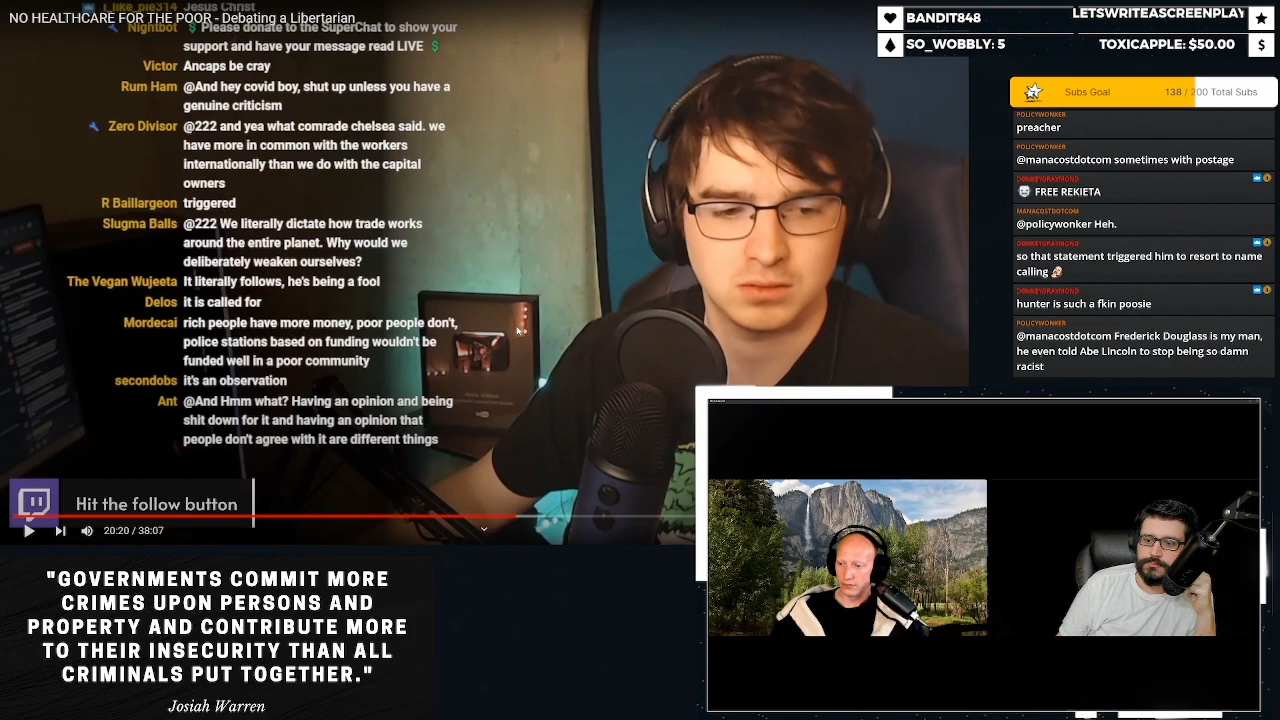 NO HEALTHCARE FOR THE POOR - Debating a Libertarian
i_like_pie314 Jesus Christ
Nightbot $ Please donate to the SuperChat to show your
support and have your message read LIVE $
Victor Ancaps be cray
Rum Ham @And hey covid boy, shut up unless you have a
genuine criticism
Zero Divisor @222 and yea what comrade chelsea said. we
have more in common with the workers
internationally than we do with the capital
owners
R Baillargeon triggered
Slugma Balls @222 We literally dictate how trade works
around the entire planet. Why would we
deliberately weaken ourselves?
The Vegan Wujeeta It literally follows, he's being a fool
Delos it is called for
Mordecai rich people have more money, poor people don't,
police stations based on funding wouldn't be
funded well in a poor community
secondobs it's an observation
Ant @And Hmm what? Having an opinion and being
shit down for it and having an opinion that
people don't agree with it are different things
Hit the follow button
20:20 / 38:07
"GOVERNMENTS COMMIT MORE
CRIMES UPON PERSONS AND
PROPERTY AND CONTRIBUTE MORE
TO THEIR INSECURITY THAN ALL
CRIMINALS PUT TOGETHER."
Josiah Warren
BANDIT848
LETSWRITEASCREENPLAY
SO_WOBBLY: 5
TOXICAPPLE: $50.00
$
Subs Goal
138 / 200 Total Subs
POLICYWONKER
preacher
POLICYWONKER
@manacostdotcom sometimes with postage
DONKEYDRAYMOND
FREE REKIETA
MANACOSTDOTCOM
@policywonker Heh.
DONKEYDRAYMOND
so that statement triggered him to resort to name
calling
DONKEYDRAYMOND
hunter is such a fkin poosie
POLICYWONKER
@manacostdotcom Frederick Douglass is my man,
he even told Abe Lincoln to stop being so damn
racist